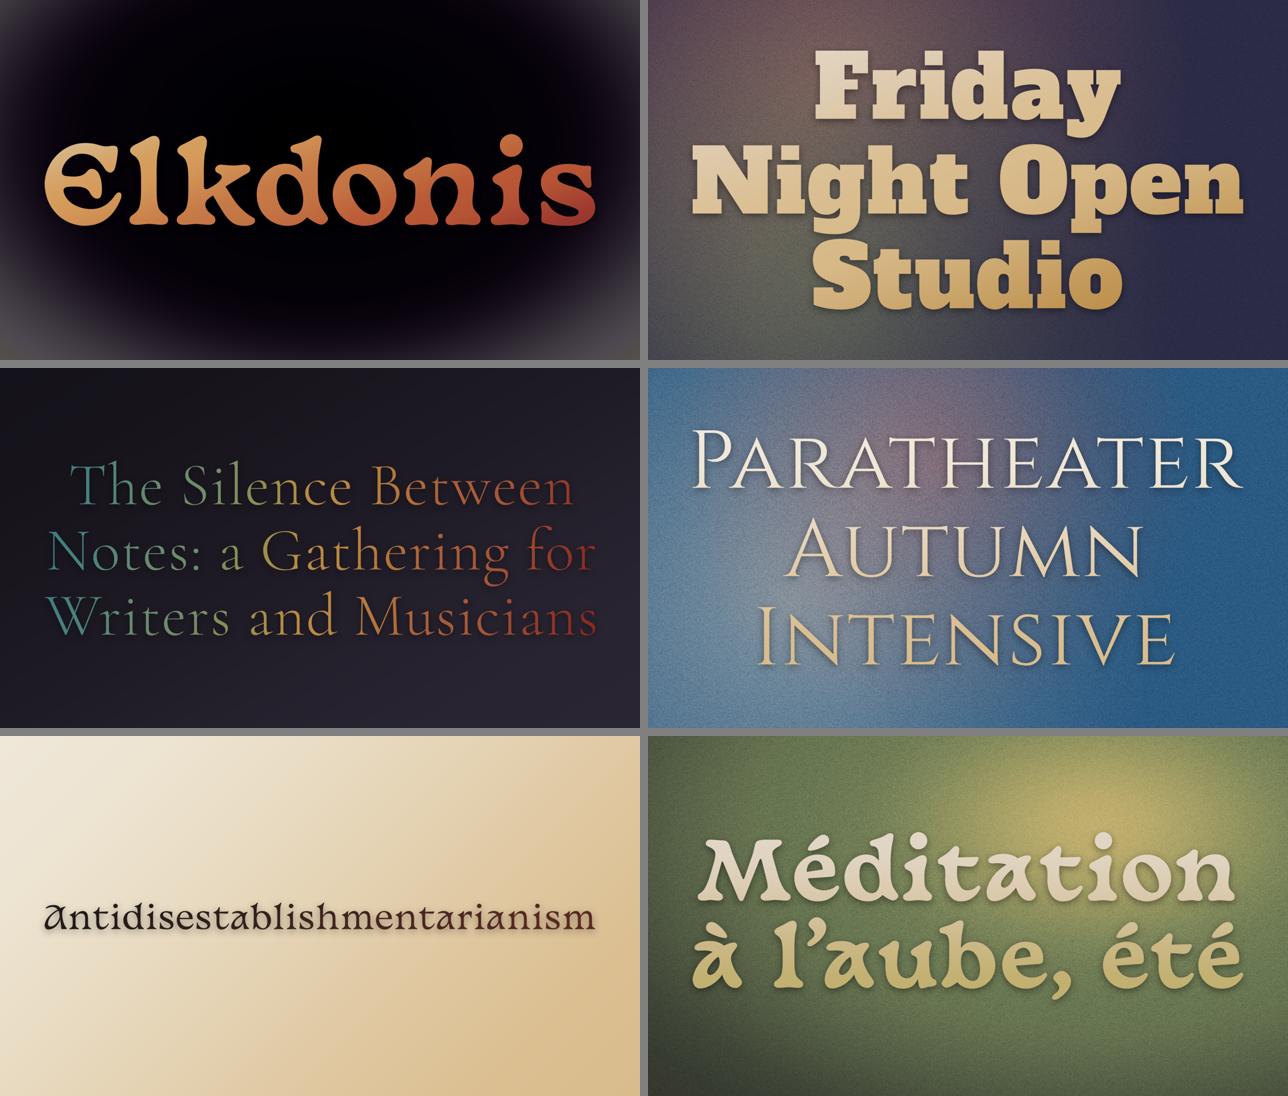 Elkdonis
Friday
Night Open
Studio
The Silence Between
Notes: a Gathering for
Writers and Musicians
Paratheater
Autumn
Intensive
Antidisestablishmentarianism
Méditation
à l’aube, été